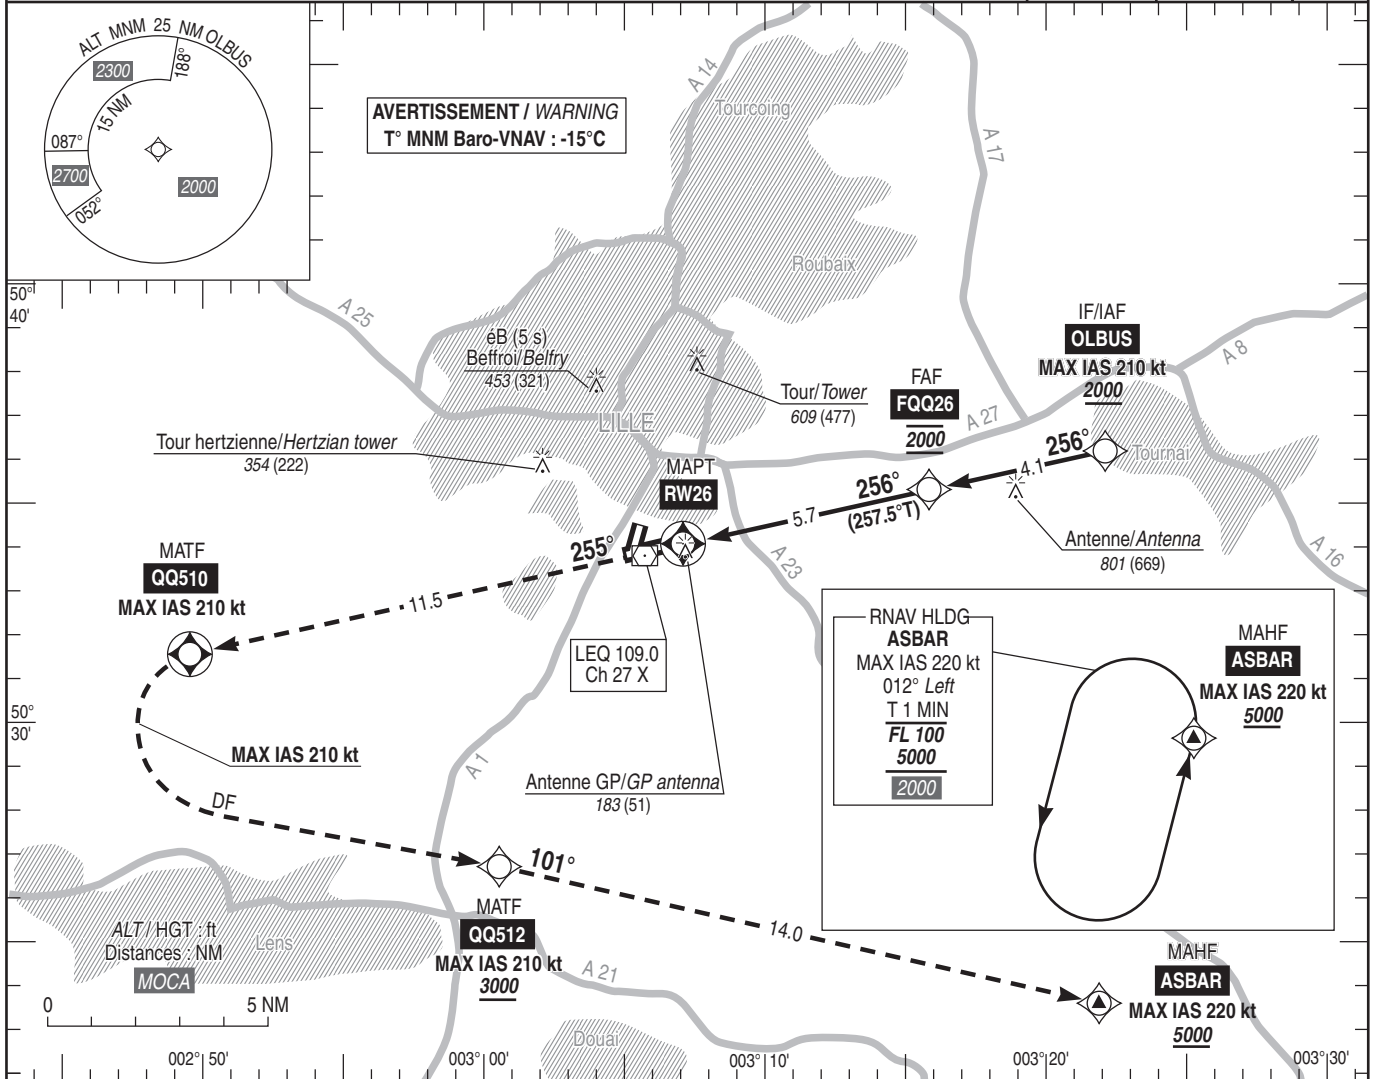 ALT MNM 25 NM OLBUS
188°
2300
15 NM
087°
2700
2000
052°
AVERTISSEMENT / WARNING
T° MNM Baro-VNAV : -15°C
A 14
Tourcoing
A 17
Roubaix
50°
40'
A 25
IF/IAF
OLBUS
MAX IAS 210 kt
2000
A 8
éB (5 s)
Beffroi/Belfry
453 (321)
Tour/Tower
609 (477)
FAF
FQQ26
2000
A 27
LILLE
Tour hertzienne/Hertzian tower
354 (222)
256°
4.1
Tournai
MAPT
RW26
256°
(257.5°T)
5.7
Antenne/Antenna
801 (669)
A 16
A 23
255°
MATF
QQ510
MAX IAS 210 kt
11.5
LEQ 109.0
Ch 27 X
RNAV HLDG
ASBAR
MAX IAS 220 kt
012° Left
T 1 MIN
FL 100
5000
2000
MAHF
ASBAR
MAX IAS 220 kt
5000
50°
30'
MAX IAS 210 kt
A 1
Antenne GP/GP antenna
183 (51)
DF
101°
MATF
QQ512
MAX IAS 210 kt
3000
14.0
ALT / HGT : ft
Distances : NM
MOCA
Lens
0 5 NM
A 21
MAHF
ASBAR
MAX IAS 220 kt
5000
Douai
002° 50'
003° 00'
003° 10'
003° 20'
003° 30'